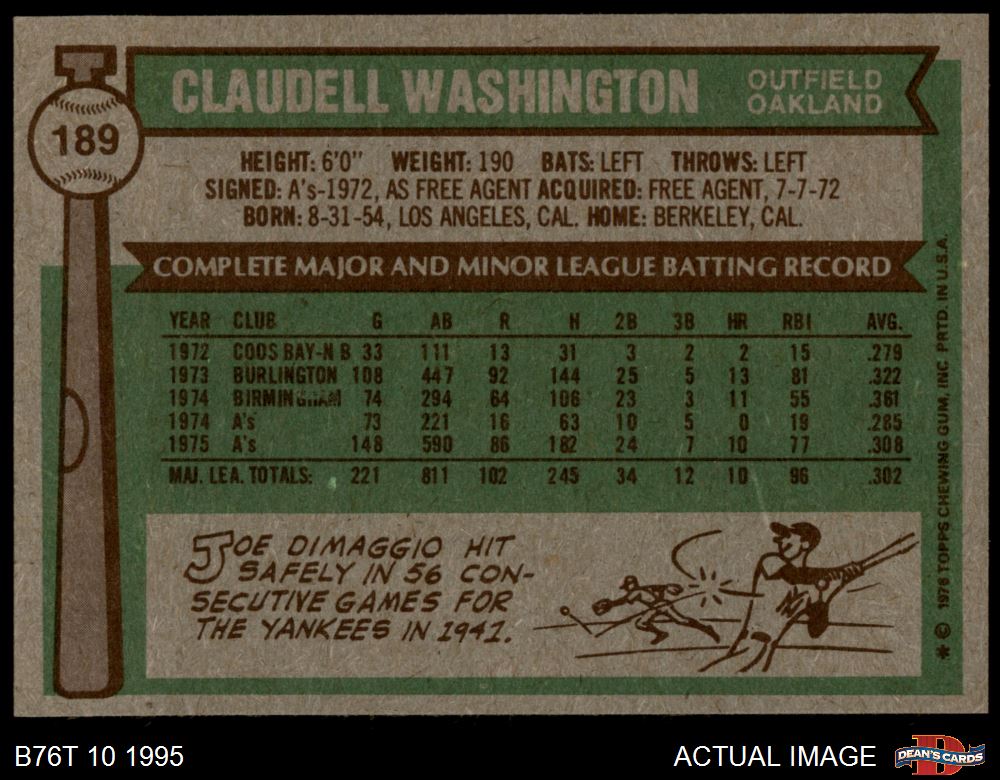 189
CLAUDELL WASHINGTON
OUTFIELD
OAKLAND
HEIGHT: 6'0" WEIGHT: 190 BATS: LEFT THROWS: LEFT
SIGNED: A's-1972, AS FREE AGENT ACQUIRED: FREE AGENT, 7-7-72
BORN: 8-31-54, LOS ANGELES, CAL. HOME: BERKELEY, CAL.
COMPLETE MAJOR AND MINOR LEAGUE BATTING RECORD
YEAR CLUB G AB R H 2B 3B HR RBI AVG.
1972 COOS BAY-N B 33 111 13 31 3 2 2 15 .279
1973 BURLINGTON 108 447 92 144 25 5 13 81 .322
1974 BIRMINGHAM 74 294 64 106 23 3 11 55 .361
1974 A's 73 221 16 63 10 5 0 19 .285
1975 A's 148 590 86 182 24 7 10 77 .308
MAJ. LEA. TOTALS: 221 811 102 245 34 12 10 96 .302
JOE DIMAGGIO HIT
SAFELY IN 56 CON-
SECUTIVE GAMES FOR
THE YANKEES IN 1941.
* © 1976 TOPPS CHEWING GUM, INC. PRTD. IN U.S.A.
B76T 10 1995
ACTUAL IMAGE
D
DEAN'S CARDS